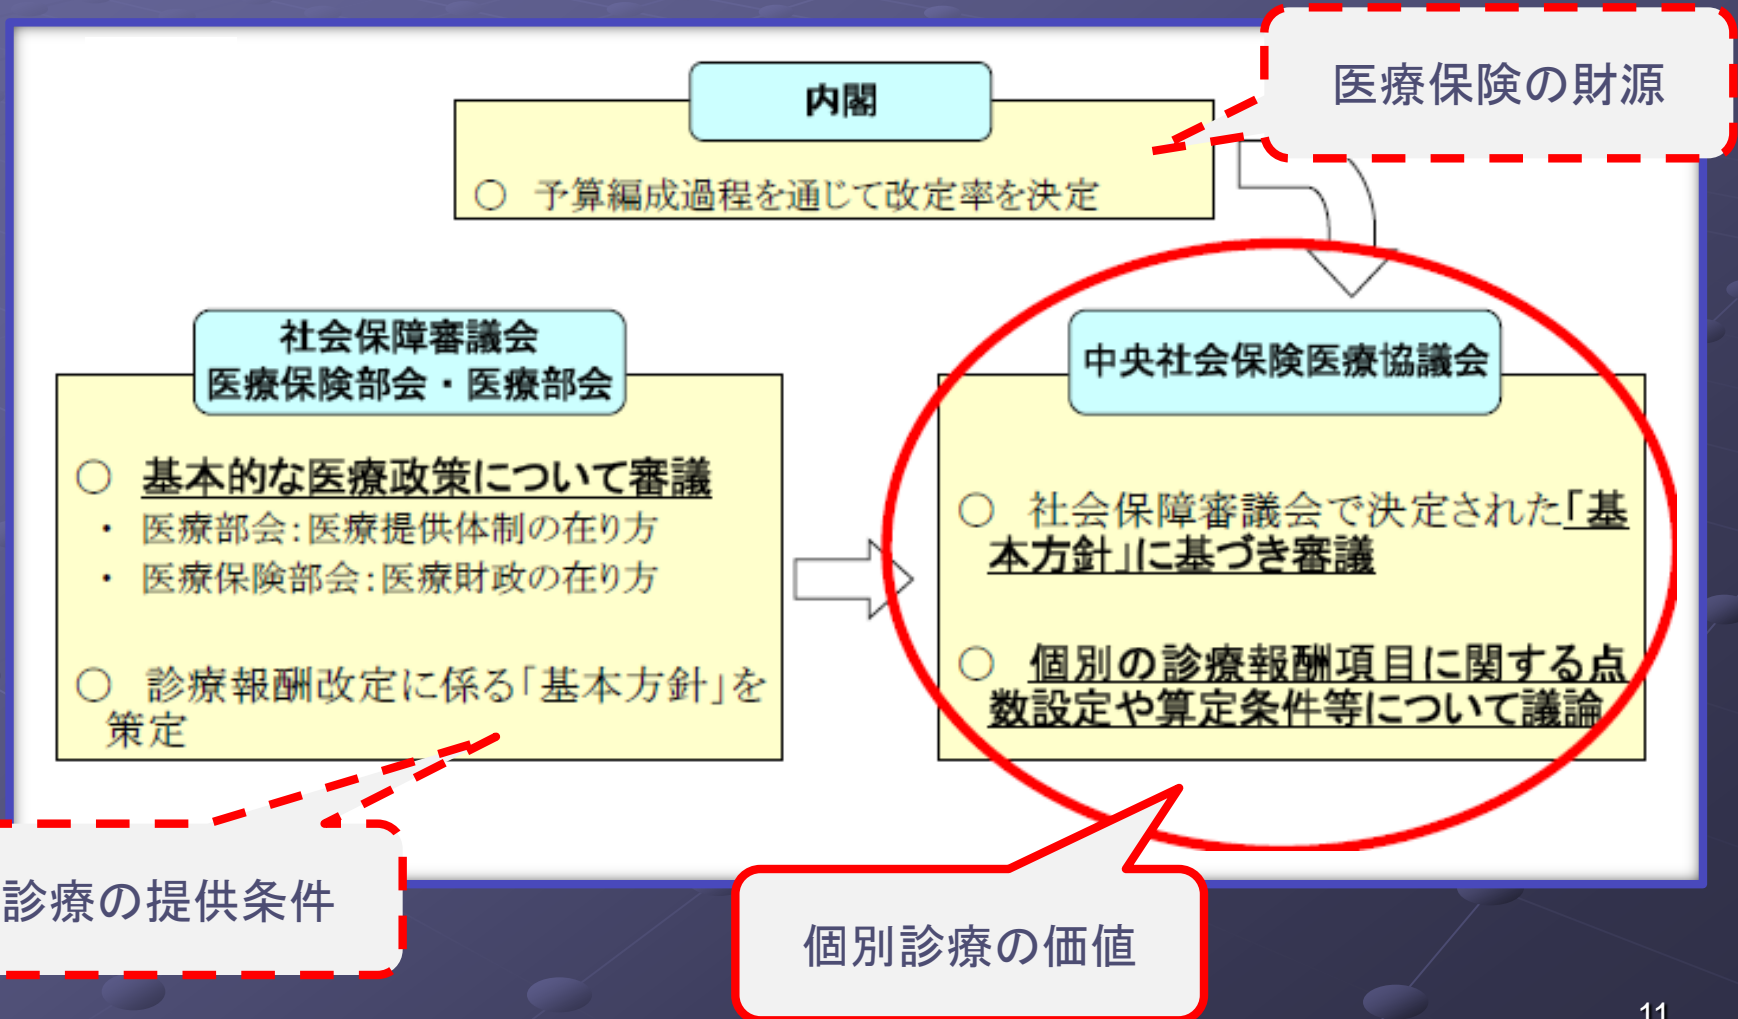 医療保険の財源
内閣
○ 予算編成過程を通じて改定率を決定
社会保障審議会
医療保険部会・医療部会
○ 基本的な医療政策について審議
・ 医療部会:医療提供体制の在り方
・ 医療保険部会:医療財政の在り方
○ 診療報酬改定に係る「基本方針」を
策定
中央社会保険医療協議会
○ 社会保障審議会で決定された「基
本方針」に基づき審議
○ 個別の診療報酬項目に関する点
数設定や算定条件等について議論
診療の提供条件
個別診療の価値
11